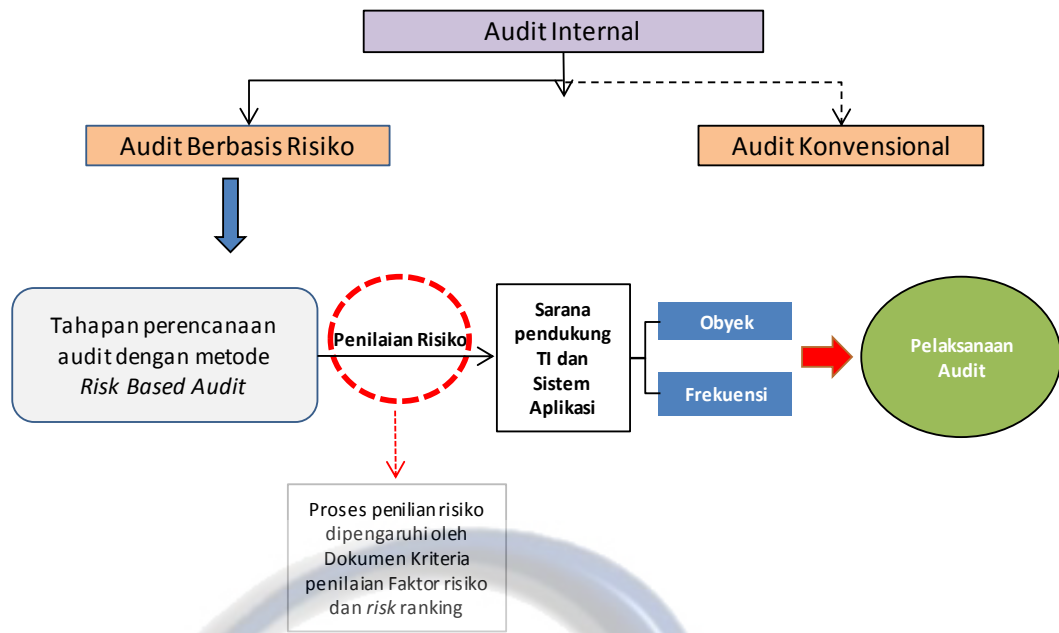 Audit Internal
Audit Berbasis Risiko
Audit Konvensional
Tahapan perencanaan
audit dengan metode
Risk Based Audit
Penilaian Risiko
Sarana
pendukung
TI dan
Sistem
Aplikasi
Obyek
Frekuensi
Pelaksanaan
Audit
Proses penilian risiko
dipengaruhi oleh
Dokumen Kriteria
penilaian Faktor risiko
dan risk ranking